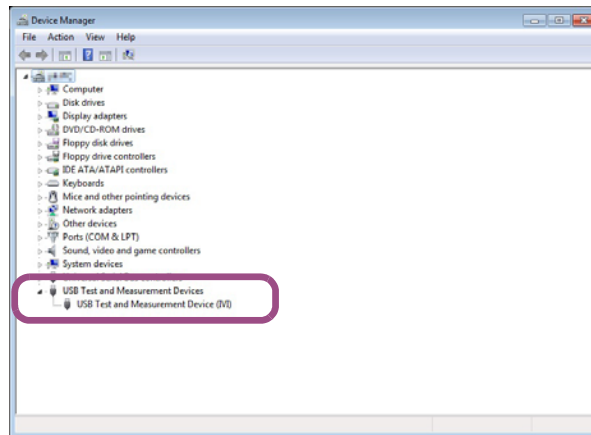 Device Manager
File Action View Help
Computer
Disk drives
Display adapters
DVD/CD-ROM drives
Floppy disk drives
Floppy drive controllers
IDE ATA/ATAPI controllers
Keyboards
Mice and other pointing devices
Network adapters
Other devices
Ports (COM & LPT)
Sound, video and game controllers
System devices
USB Test and Measurement Devices
USB Test and Measurement Device (IVI)